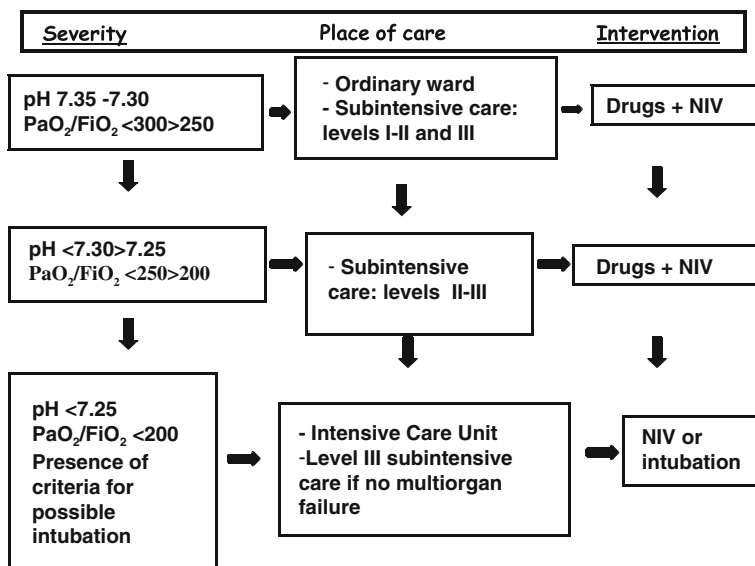 Severity Place of care Intervention
pH 7.35 -7.30
PaO₂/FiO₂ <300>250
- Ordinary ward
- Subintensive care:
levels I-II and III
Drugs + NIV
pH <7.30>7.25
PaO₂/FiO₂ <250>200
- Subintensive
care: levels II-III
Drugs + NIV
pH <7.25
PaO₂/FiO₂ <200
Presence of
criteria for
possible
intubation
- Intensive Care Unit
-Level III subintensive
care if no multiorgan
failure
NIV or
intubation